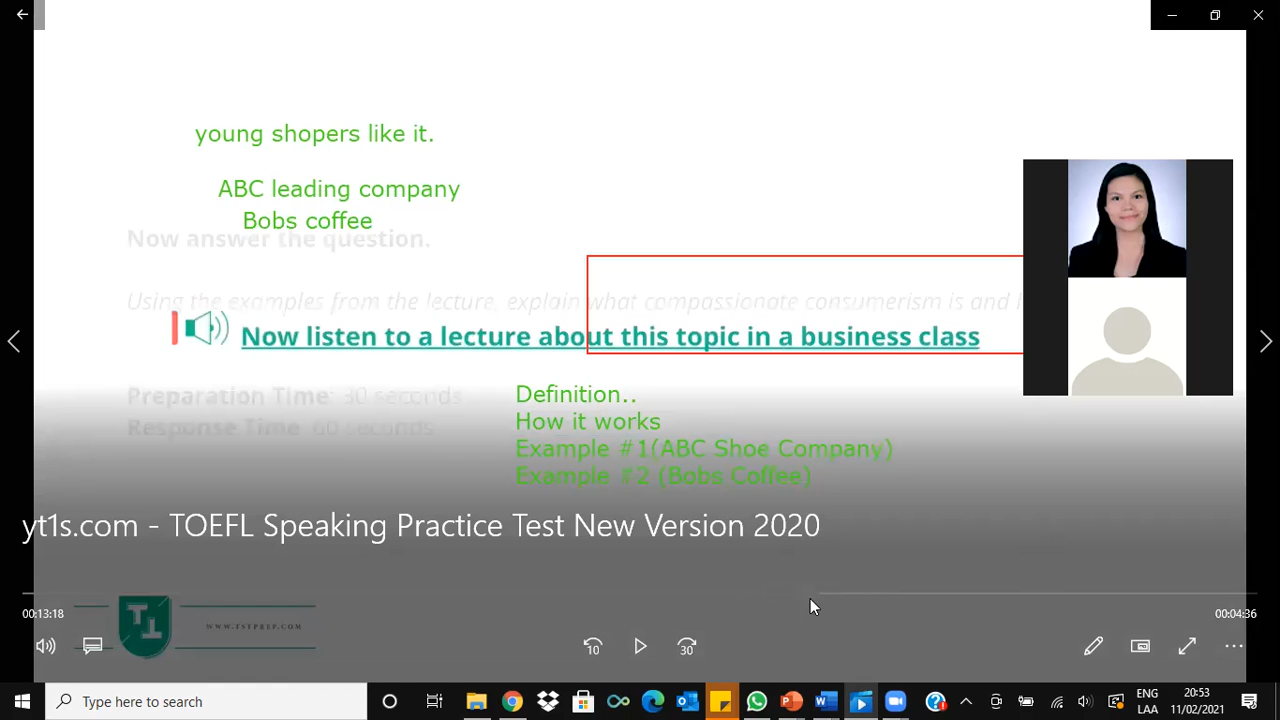 young shopers like it.
ABC leading company
Bobs coffee
Now answer the question.
Using the examples from the lecture, explain what compassionate consumerism is and
Now listen to a lecture about this topic in a business class
Preparation Time: 30 seconds
Response Time 60 seconds
Definition..
How it works
Example #1(ABC Shoe Company)
Example #2 (Bobs Coffee)
yt1s.com - TOEFL Speaking Practice Test New Version 2020
00:13:18
00:04:36
WWW.TSTPREP.COM
10
30
Type here to search
ENG
LAA
20:53
11/02/2021